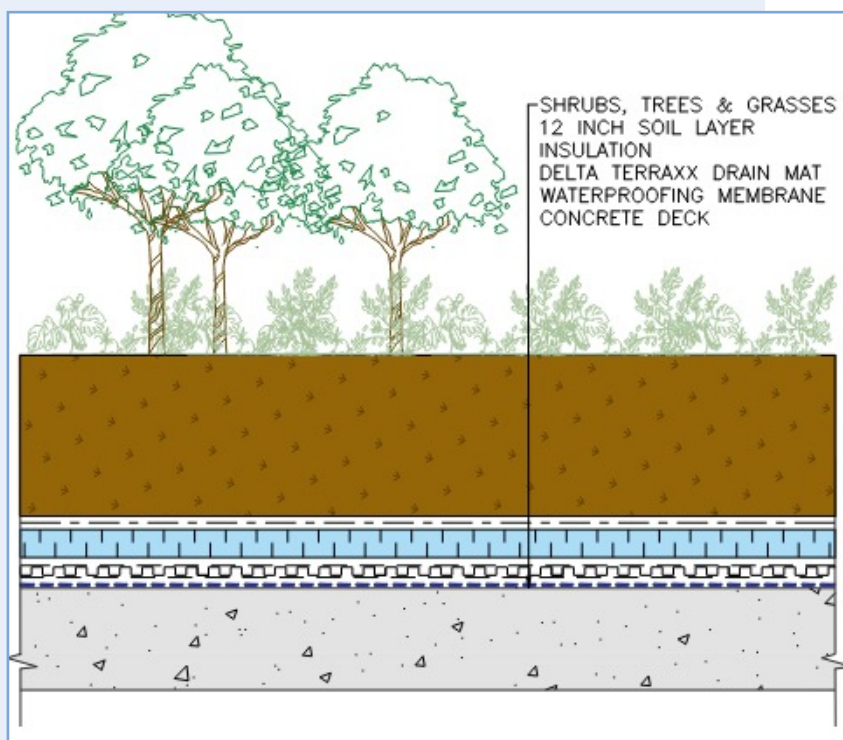 SHRUBS, TREES & GRASSES
12 INCH SOIL LAYER
INSULATION
DELTA TERRAXX DRAIN MAT
WATERPROOFING MEMBRANE
CONCRETE DECK